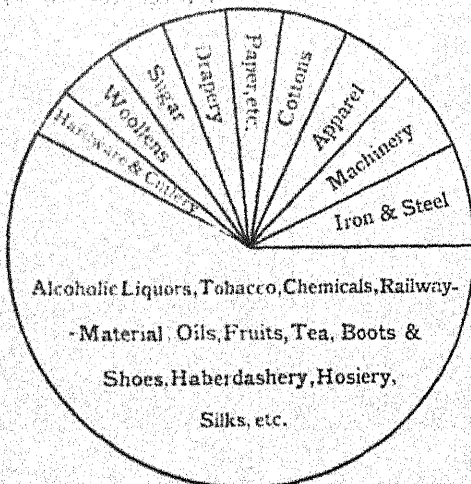 Hardware & Cutlery
Woollens
Sugar
Drapery
Paper, etc.
Cottons
Apparel
Machinery
Iron & Steel
Alcoholic Liquors, Tobacco, Chemicals, Railway-
-Material, Oils, Fruits, Tea, Boots &
Shoes, Haberdashery, Hosiery,
Silks, etc.